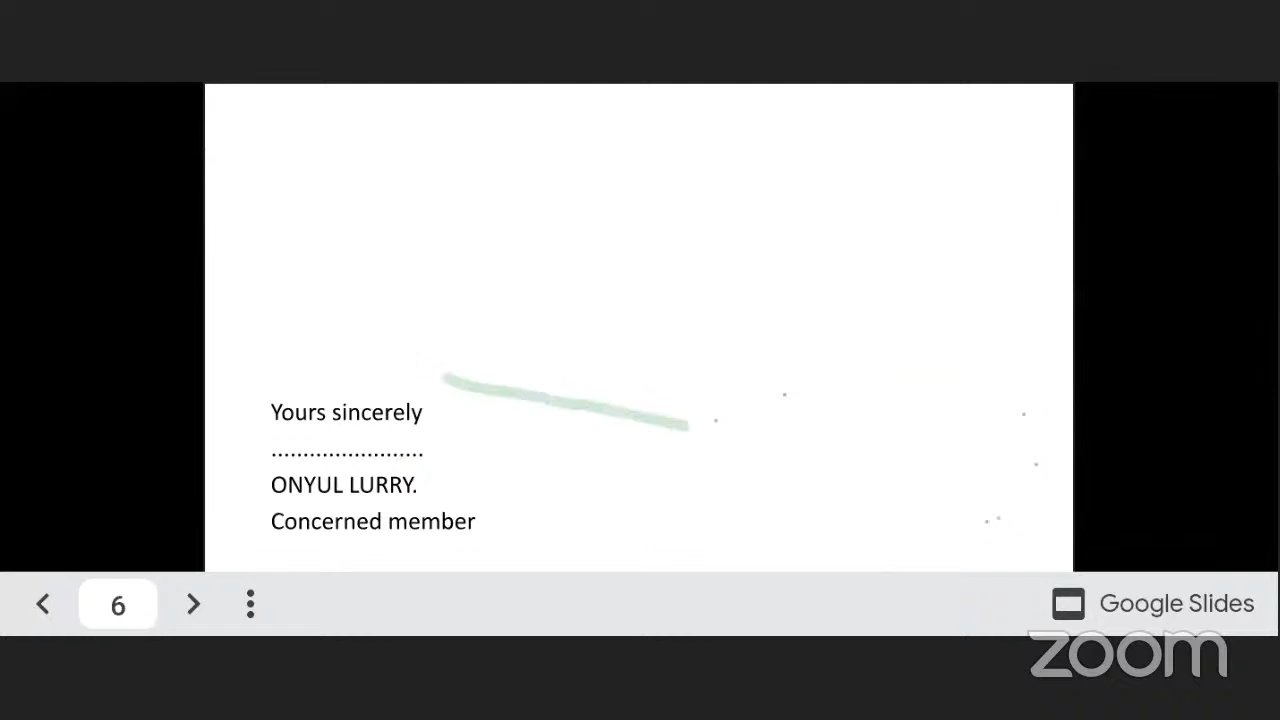 Yours sincerely
........................
ONYUL LURRY.
Concerned member
6
Google Slides
zoom